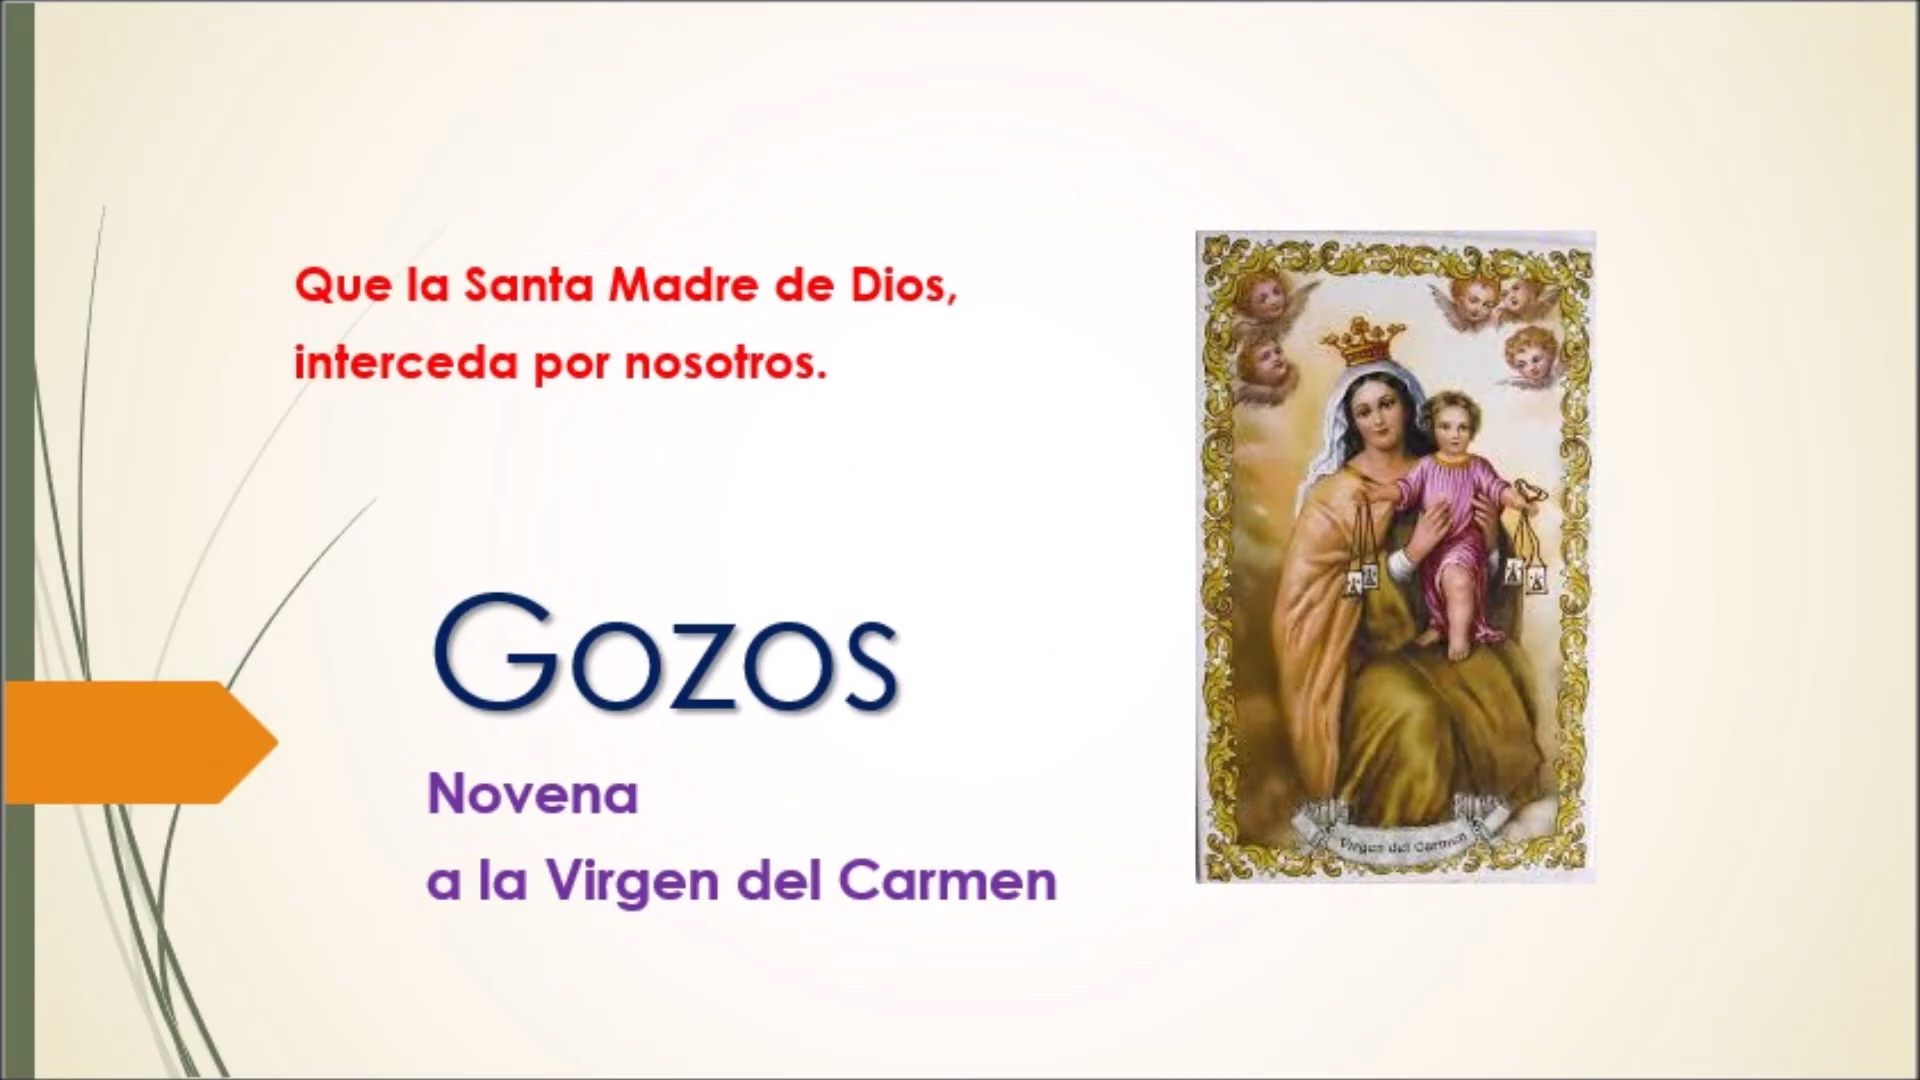 Que la Santa Madre de Dios,
interceda por nosotros.
Gozos
Novena
a la Virgen del Carmen
Virgen del Carmen